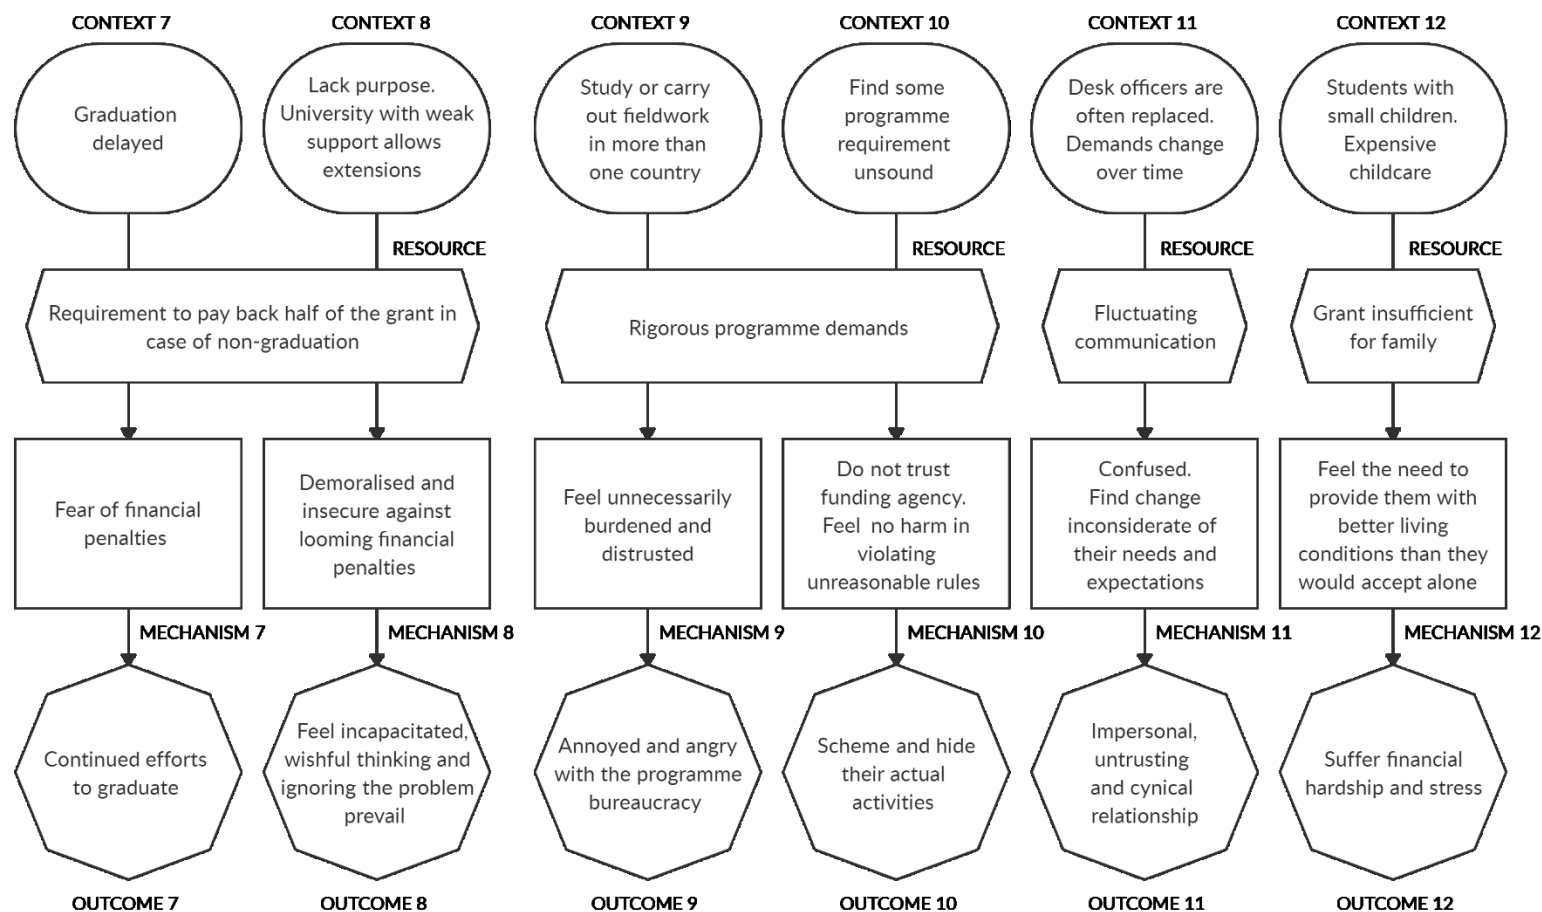 CONTEXT 7
CONTEXT 8
CONTEXT 9
CONTEXT 10
CONTEXT 11
CONTEXT 12
Graduation
delayed
Lack purpose.
University with weak
support allows
extensions
Study or carry
out fieldwork
in more than
one country
Find some
programme
requirement
unsound
Desk officers are
often replaced.
Demands change
over time
Students with
small children.
Expensive
childcare
RESOURCE
RESOURCE
RESOURCE
RESOURCE
Requirement to pay back half of the grant in
case of non-graduation
Rigorous programme demands
Fluctuating
communication
Grant insufficient
for family
Fear of financial
penalties
Demoralised and
insecure against
looming financial
penalties
Feel unnecessarily
burdened and
distrusted
Do not trust
funding agency.
Feel no harm in
violating
unreasonable rules
Confused.
Find change
inconsiderate of
their needs and
expectations
Feel the need to
provide them with
better living
conditions than they
would accept alone
MECHANISM 7
MECHANISM 8
MECHANISM 9
MECHANISM 10
MECHANISM 11
MECHANISM 12
Continued efforts
to graduate
Feel incapacitated,
wishful thinking and
ignoring the problem
prevail
Annoyed and angry
with the programme
bureaucracy
Scheme and hide
their actual
activities
Impersonal,
untrusting
and cynical
relationship
Suffer financial
hardship and stress
OUTCOME 7
OUTCOME 8
OUTCOME 9
OUTCOME 10
OUTCOME 11
OUTCOME 12